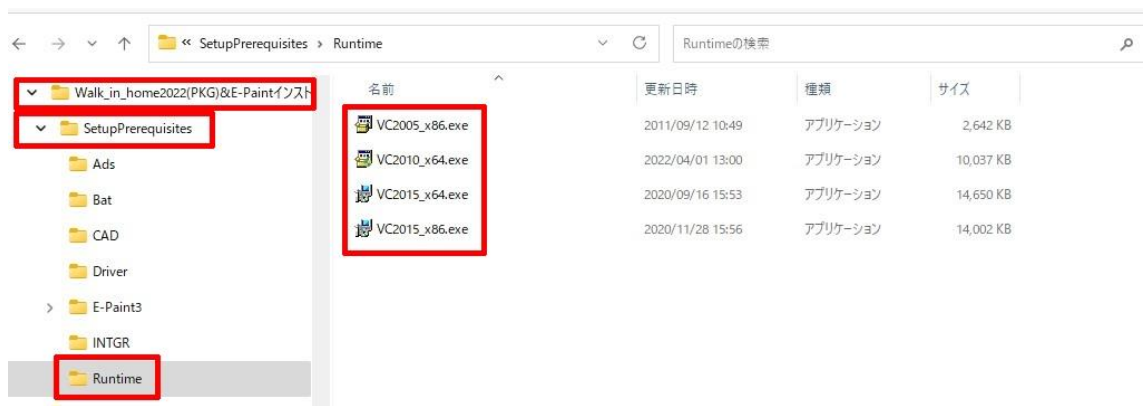 « SetupPrerequisites › Runtime
Runtimeの検索
Walk_in_home2022(PKG)&E-Paintインスト
SetupPrerequisites
Ads
Bat
CAD
Driver
E-Paint3
INTGR
Runtime
名前 更新日時 種類 サイズ
VC2005_x86.exe 2011/09/12 10:49 アプリケーション 2,642 KB
VC2010_x64.exe 2022/04/01 13:00 アプリケーション 10,037 KB
VC2015_x64.exe 2020/09/16 15:53 アプリケーション 14,650 KB
VC2015_x86.exe 2020/11/28 15:56 アプリケーション 14,002 KB